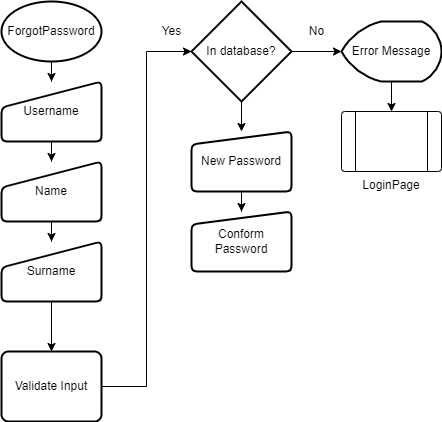 ForgotPassword
Username
Name
Surname
Validate Input
Yes
In database?
No
Error Message
New Password
Conform
Password
LoginPage